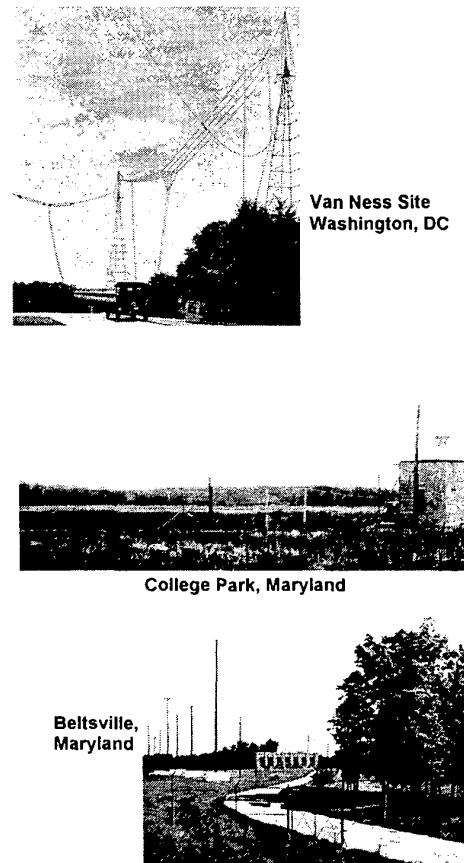 Van Ness Site
Washington, DC
College Park, Maryland
Beltsville,
Maryland